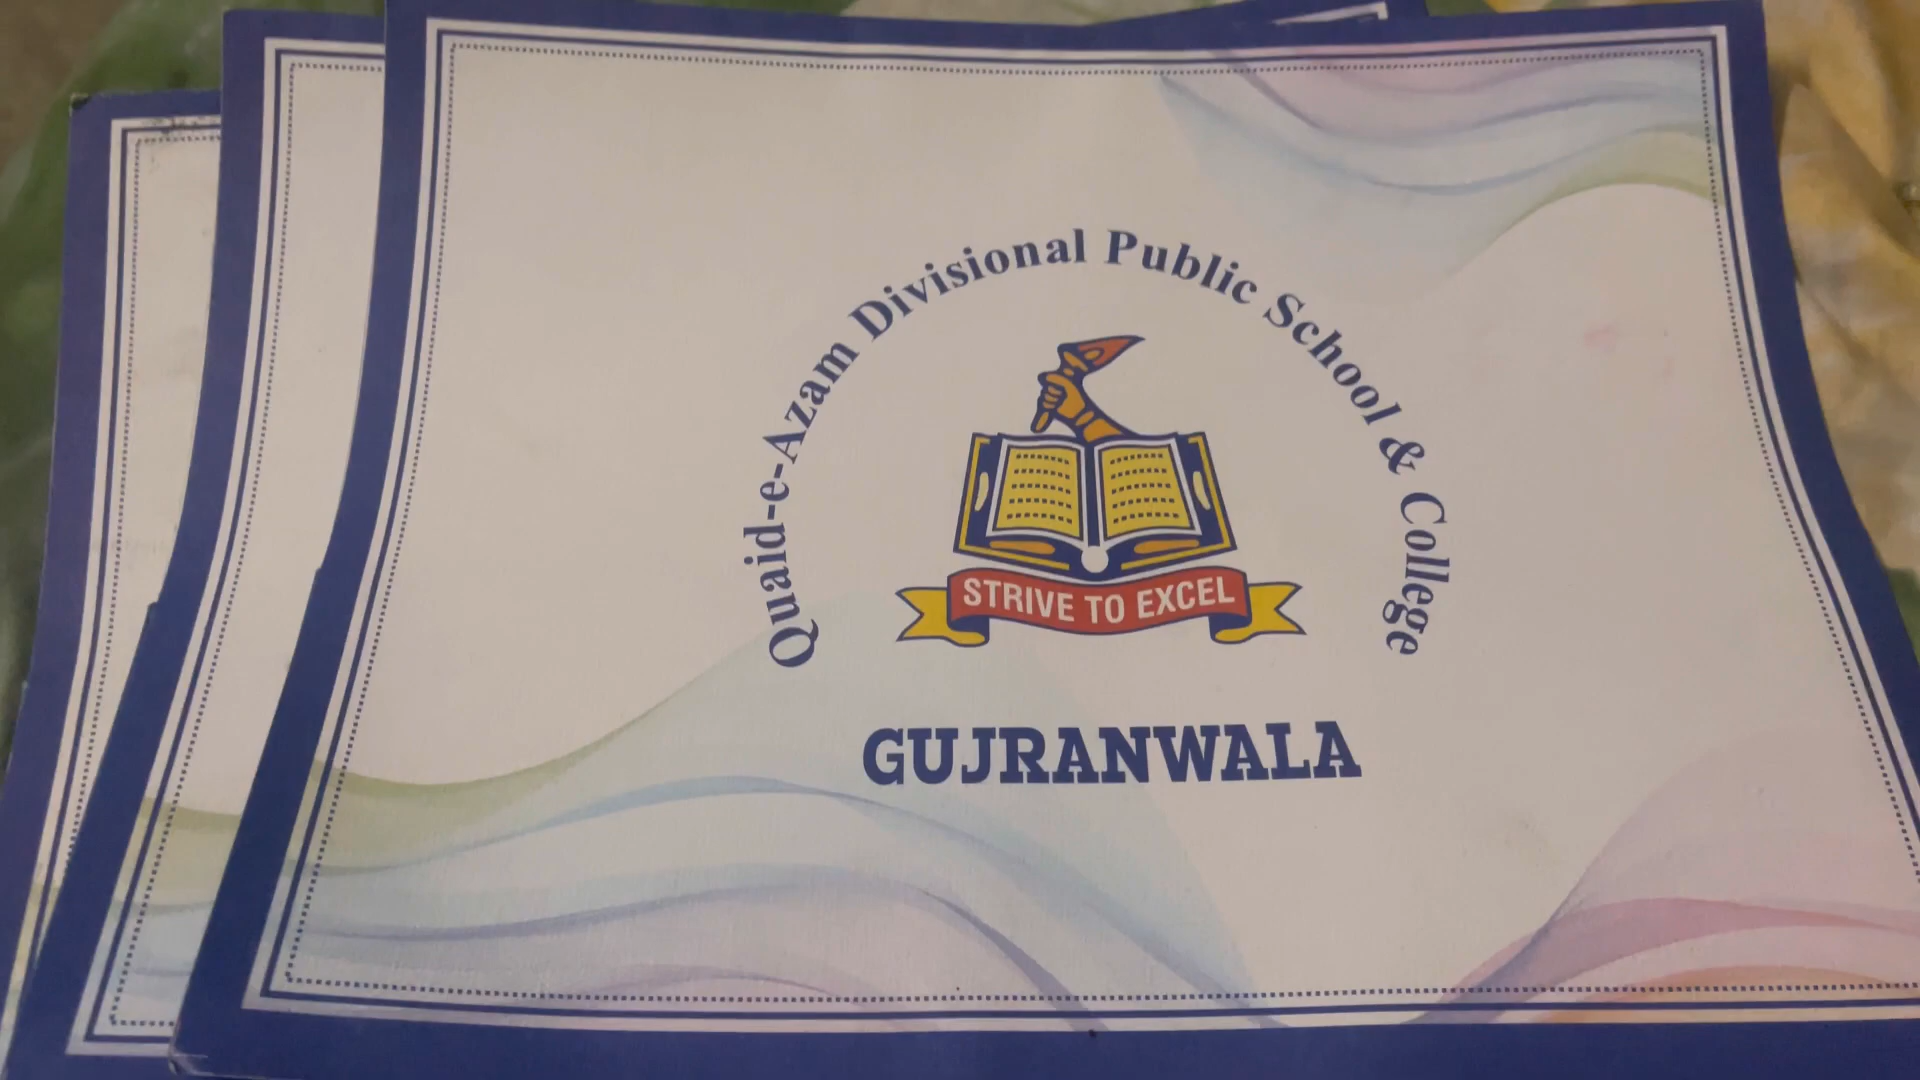 Quaid-e-Azam Divisional Public School & College
STRIVE TO EXCEL
GUJRANWALA